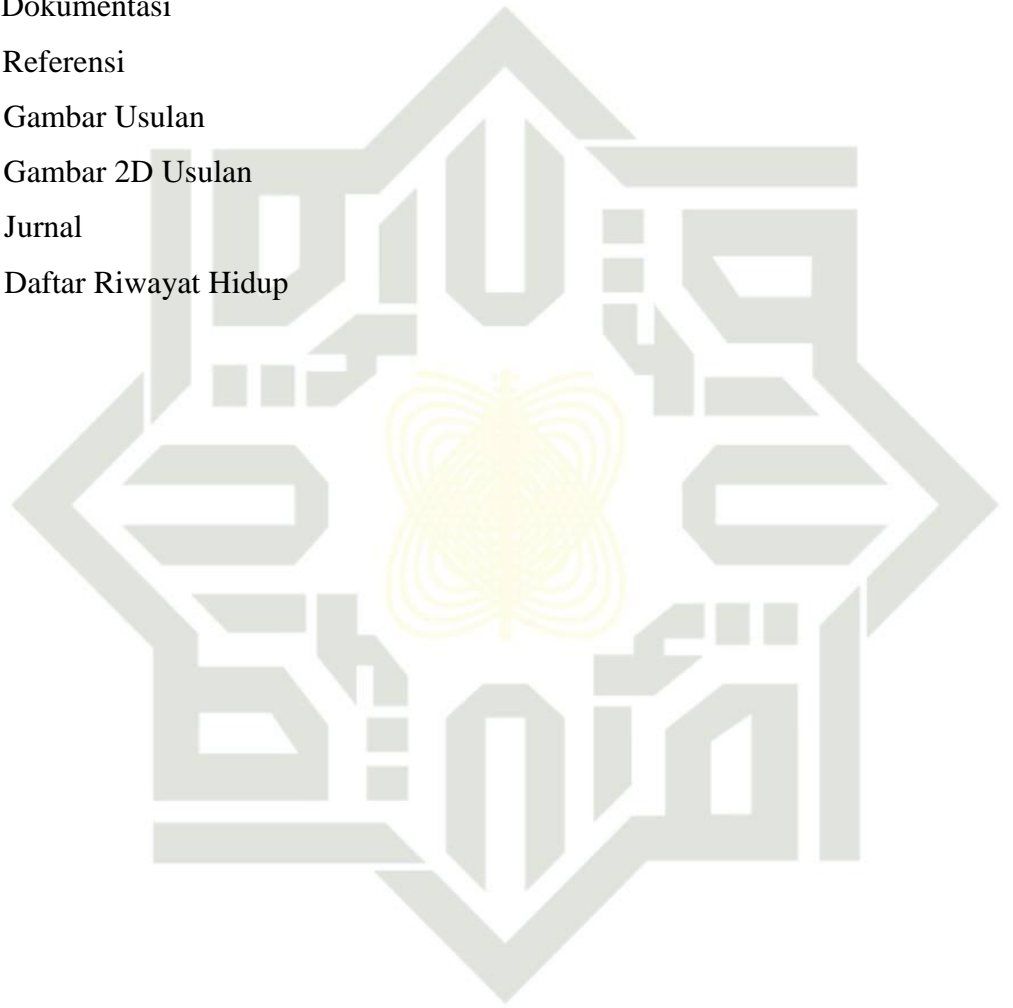 Dokumentasi
Referensi
Gambar Usulan
Gambar 2D Usulan
Jurnal
Daftar Riwayat Hidup